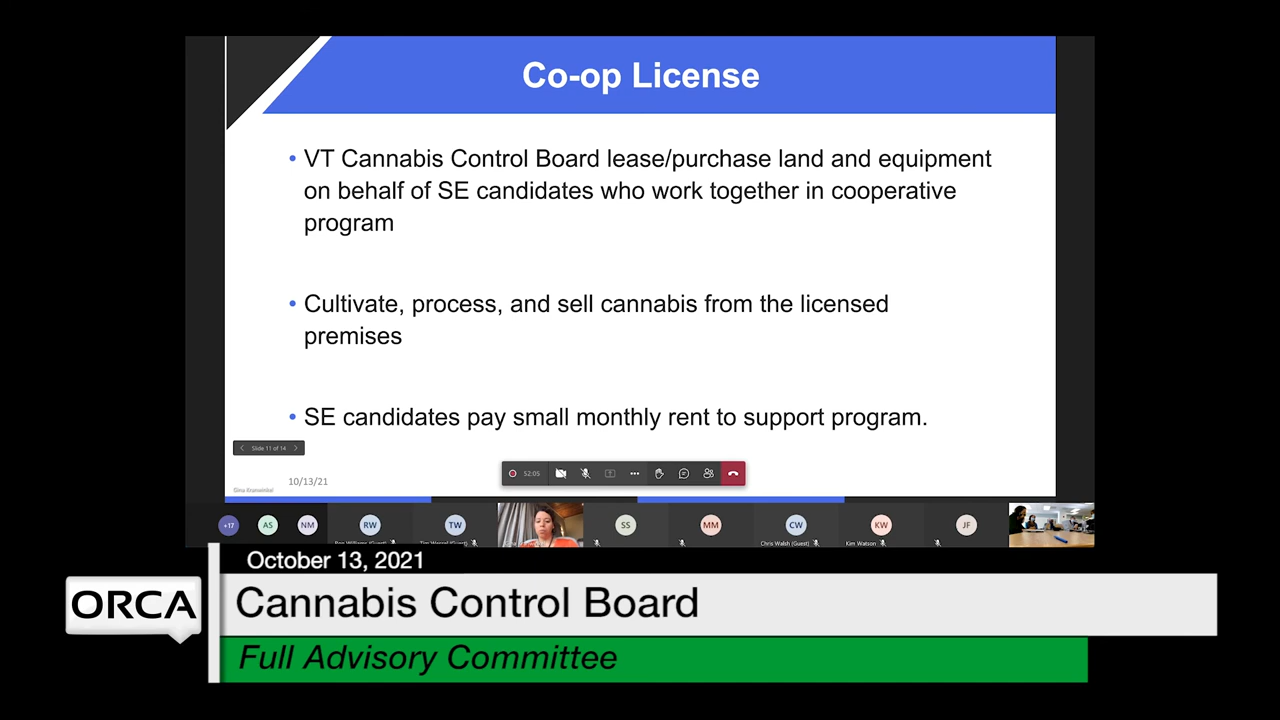 Co-op License
• VT Cannabis Control Board lease/purchase land and equipment
on behalf of SE candidates who work together in cooperative
program
• Cultivate, process, and sell cannabis from the licensed
premises
• SE candidates pay small monthly rent to support program.
Slide 11 of 14
52:05
10/13/21
+17
AS
NM
RW
TW
SS
MM
CW
KW
JF
Chris Walsh (Guest)
Kim Watson
October 13, 2021
ORCA
Cannabis Control Board
Full Advisory Committee